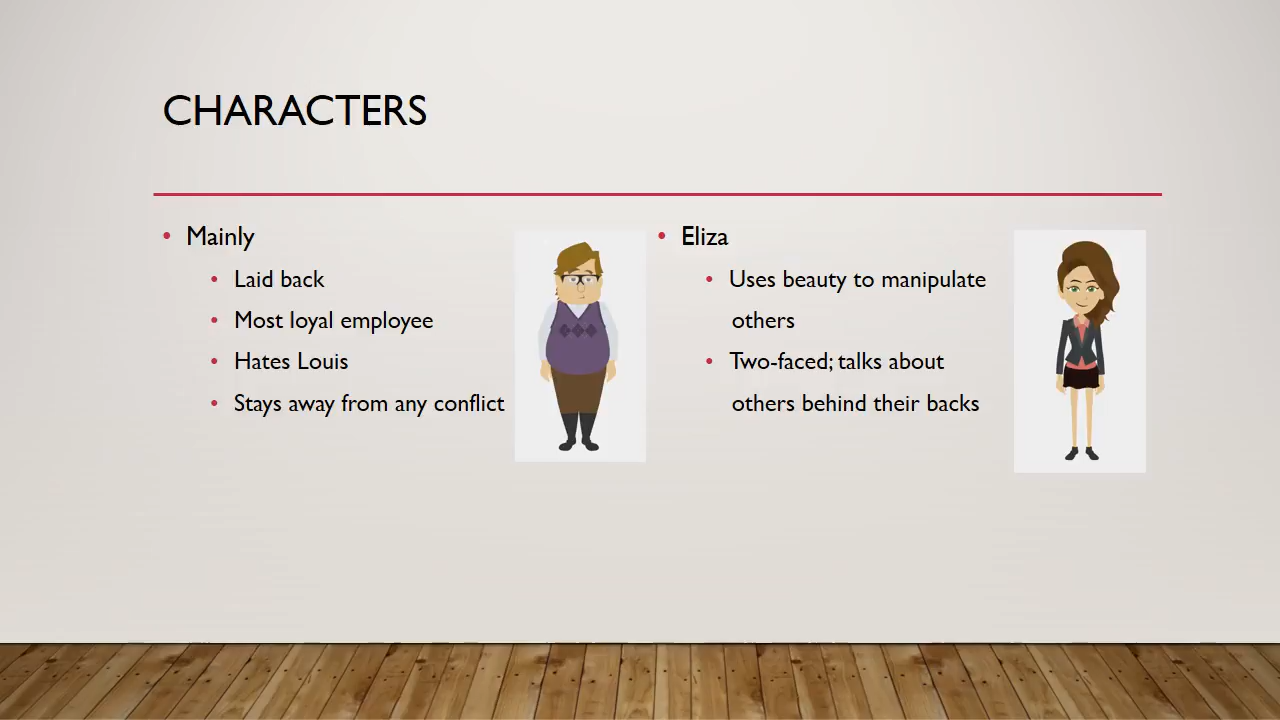 CHARACTERS
• Mainly
• Laid back
• Most loyal employee
• Hates Louis
• Stays away from any conflict
• Eliza
• Uses beauty to manipulate
others
• Two-faced; talks about
others behind their backs